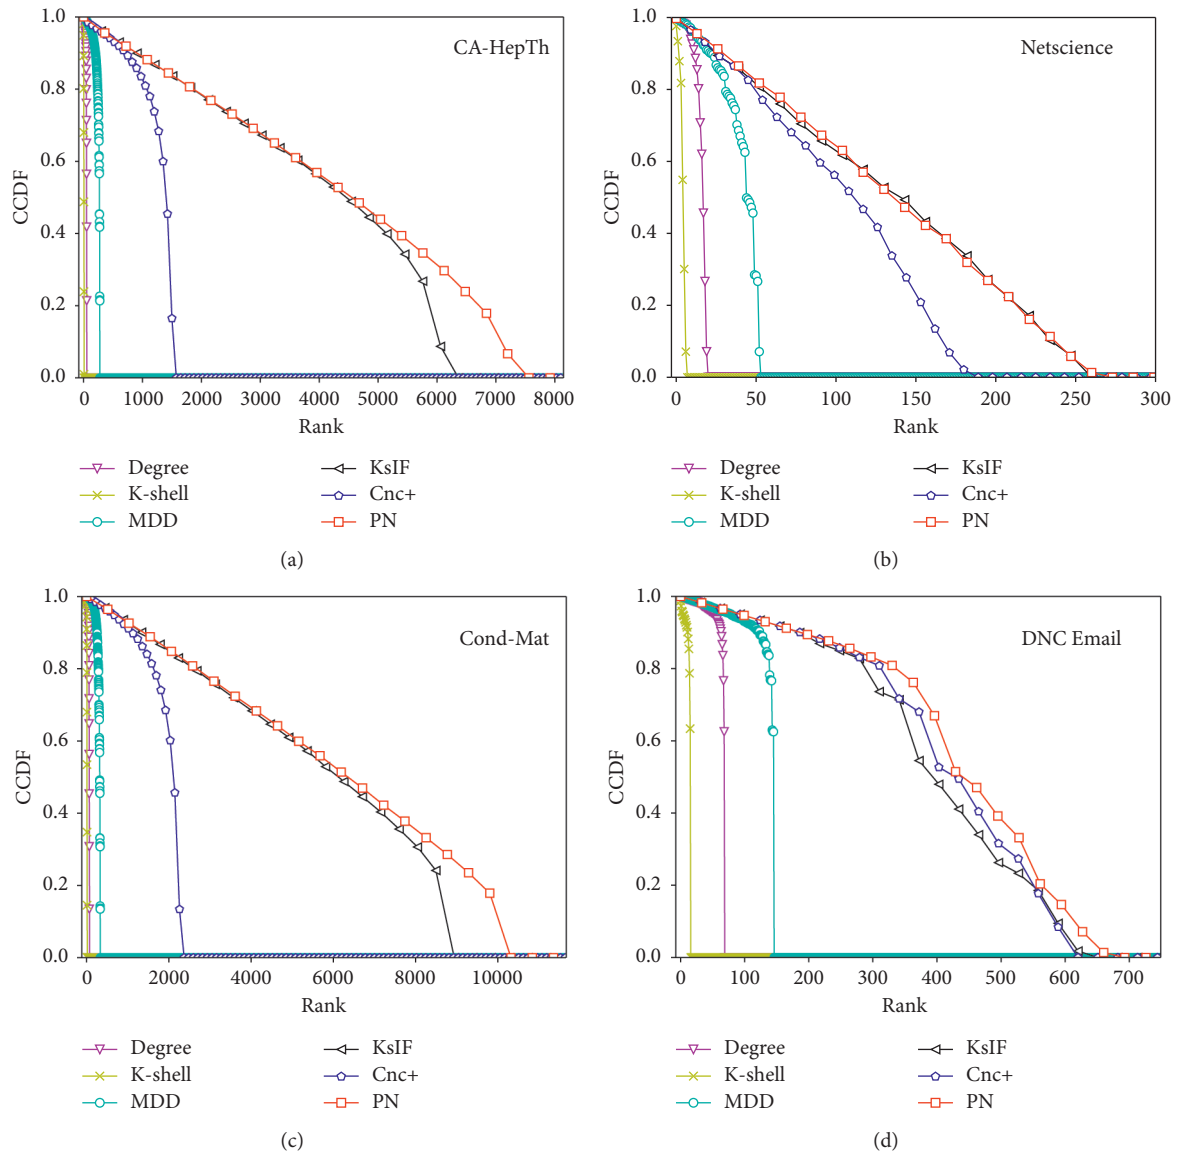 1.0
0.8
0.6
0.4
0.2
0.0
CCDF
CA-HepTh
0 1000 2000 3000 4000 5000 6000 7000 8000
Rank
Degree
K-shell
MDD
KsIF
Cnc+
PN
(a)
1.0
0.8
0.6
0.4
0.2
0.0
CCDF
Netscience
0 50 100 150 200 250 300
Rank
Degree
K-shell
MDD
KsIF
Cnc+
PN
(b)
1.0
0.8
0.6
0.4
0.2
0.0
CCDF
Cond-Mat
0 2000 4000 6000 8000 10000
Rank
Degree
K-shell
MDD
KsIF
Cnc+
PN
(c)
1.0
0.8
0.6
0.4
0.2
0.0
CCDF
DNC Email
0 100 200 300 400 500 600 700
Rank
Degree
K-shell
MDD
KsIF
Cnc+
PN
(d)